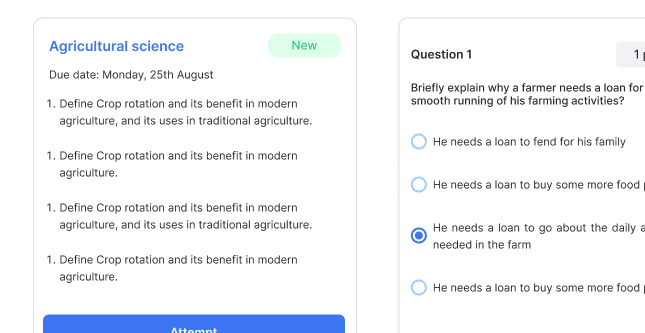 Agricultural science
New
Due date: Monday, 25th August
1. Define Crop rotation and its benefit in modern
agriculture, and its uses in traditional agriculture.
1. Define Crop rotation and its benefit in modern
agriculture.
1. Define Crop rotation and its benefit in modern
agriculture, and its uses in traditional agriculture.
1. Define Crop rotation and its benefit in modern
agriculture.
Attempt
Question 1
1
Briefly explain why a farmer needs a loan for
smooth running of his farming activities?
He needs a loan to fend for his family
He needs a loan to buy some more food
He needs a loan to go about the daily
needed in the farm
He needs a loan to buy some more food